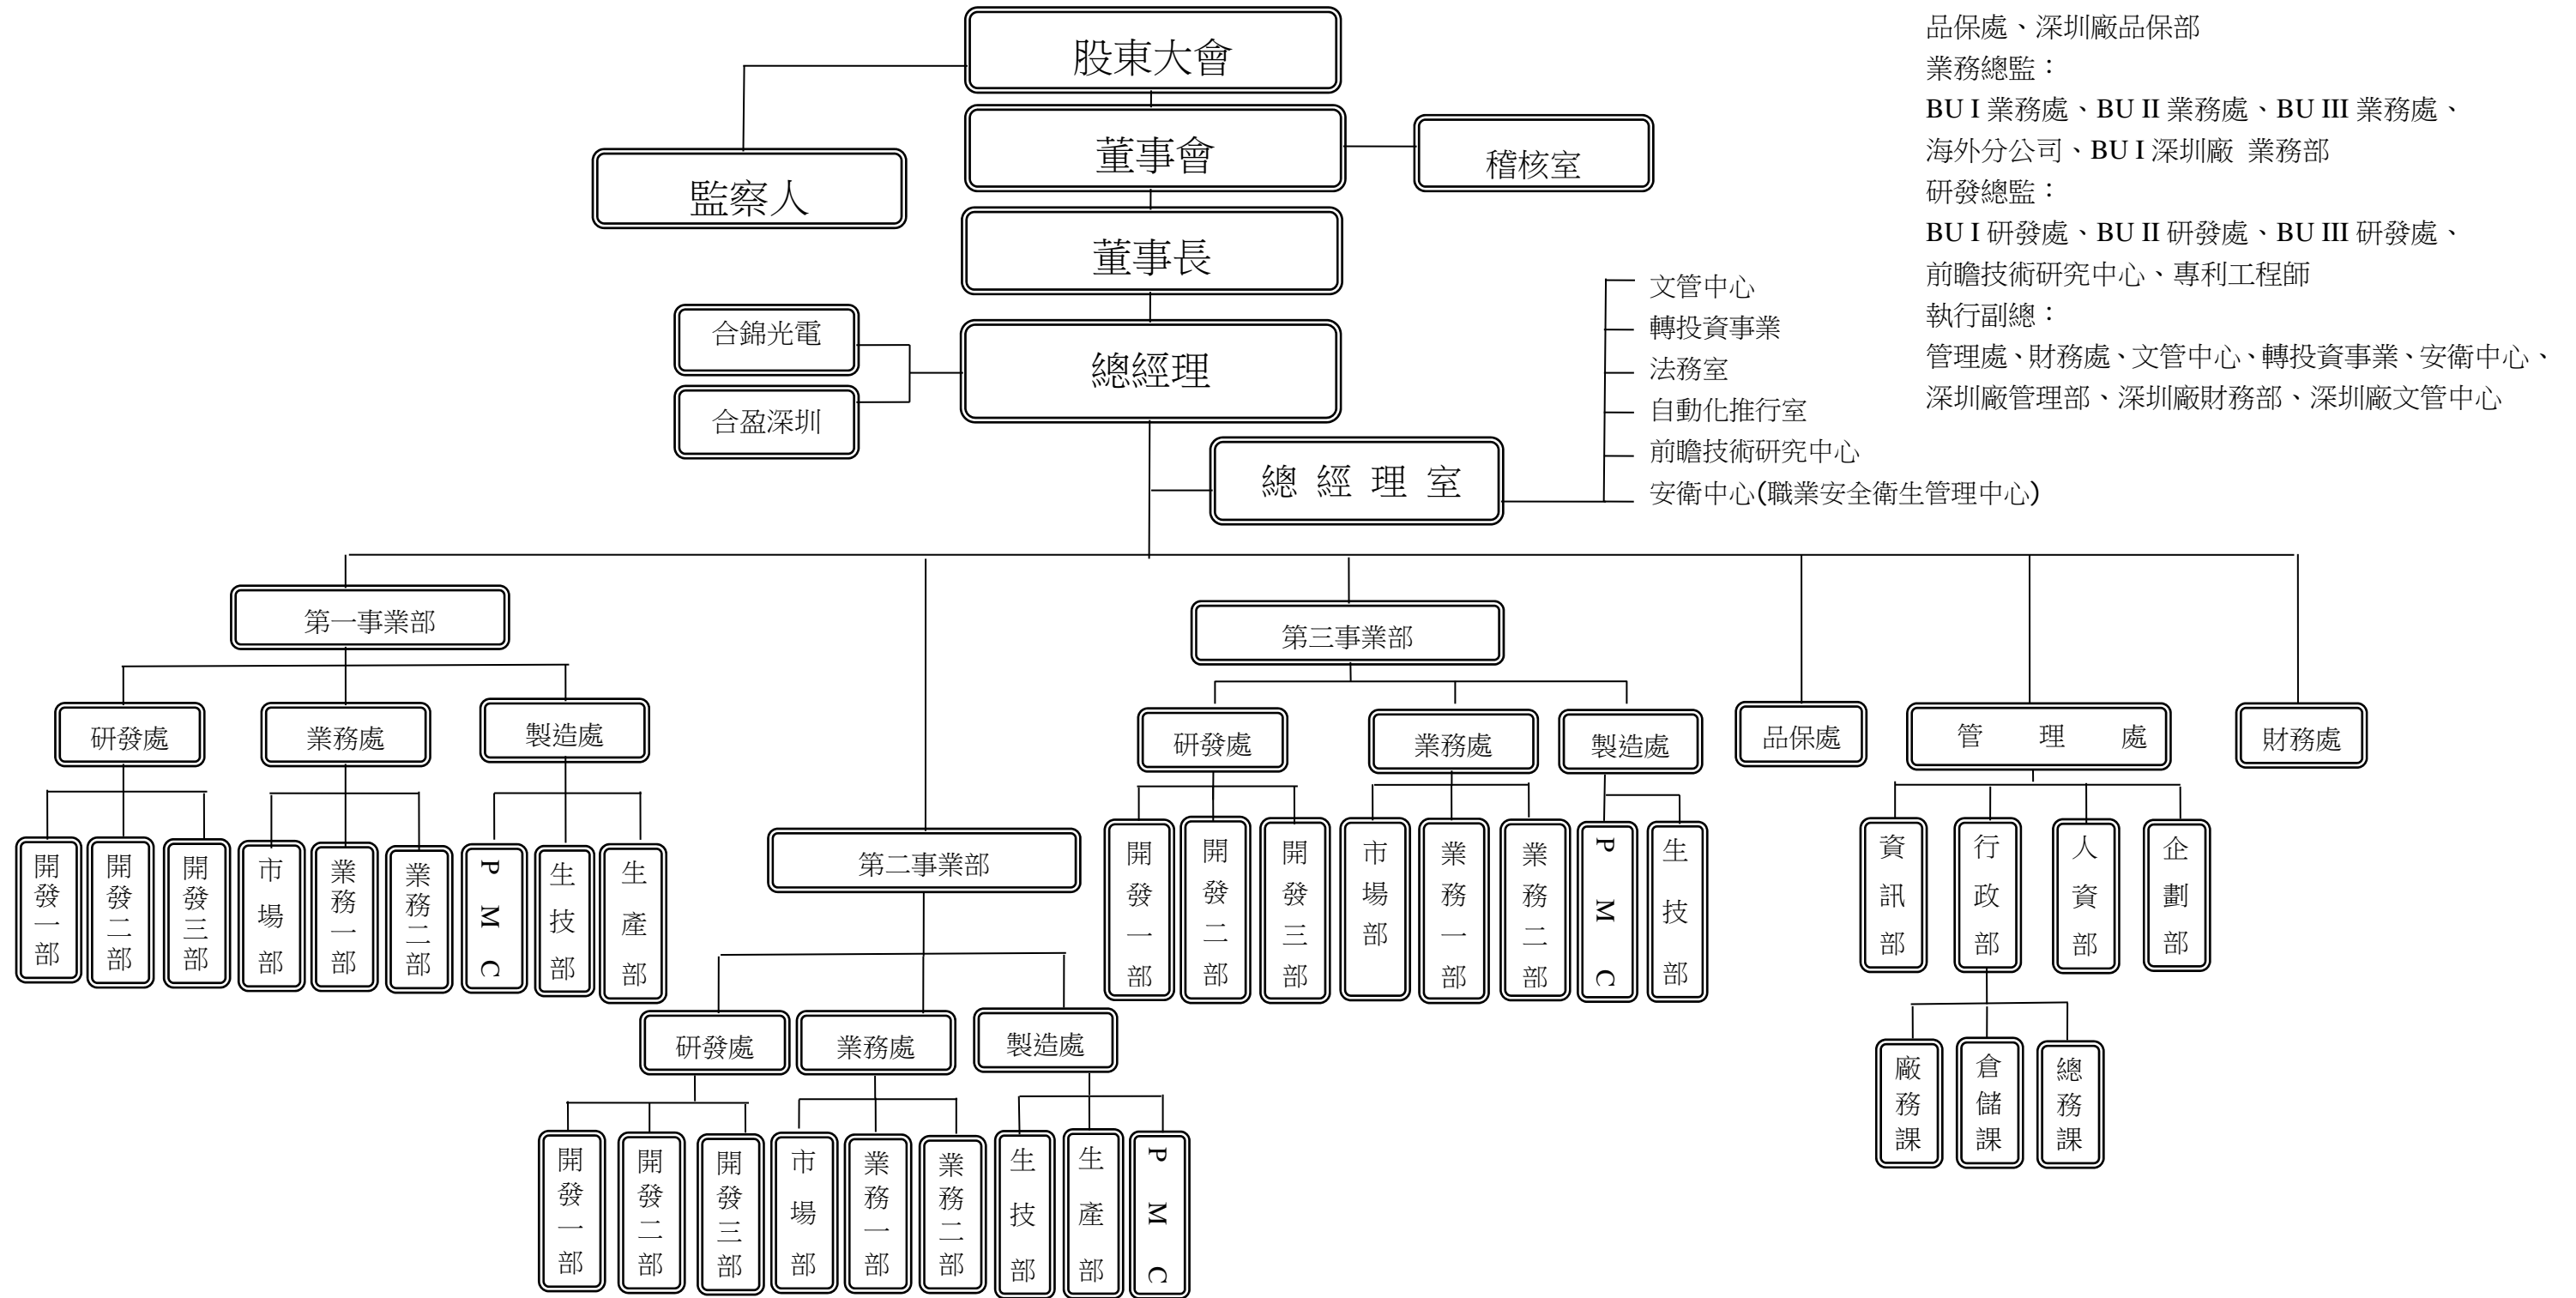 股東大會
董事會
稽核室
監察人
董事長
合錦光電
合盈深圳
總經理
總經理室
文管中心
轉投資事業
法務室
自動化推行室
前瞻技術研究中心
安衛中心(職業安全衛生管理中心)
品保處、深圳廠品保部
業務總監：
BU I 業務處、BU II 業務處、BU III 業務處、
海外分公司、BU I 深圳廠 業務部
研發總監：
BU I 研發處、BU II 研發處、BU III 研發處、
前瞻技術研究中心、專利工程師
執行副總：
管理處、財務處、文管中心、轉投資事業、安衛中心、
深圳廠管理部、深圳廠財務部、深圳廠文管中心
第一事業部
研發處
業務處
製造處
開發一部
開發二部
開發三部
市場部
業務一部
業務二部
PMC
生技部
生產部
第二事業部
研發處
業務處
製造處
開發一部
開發二部
開發三部
市場部
業務一部
業務二部
生技部
生產部
PMC
第三事業部
研發處
業務處
製造處
開發一部
開發二部
開發三部
市場部
業務一部
業務二部
PMC
生技部
品保處
管理處
財務處
資訊部
行政部
人資部
企劃部
廠務課
倉儲課
總務課